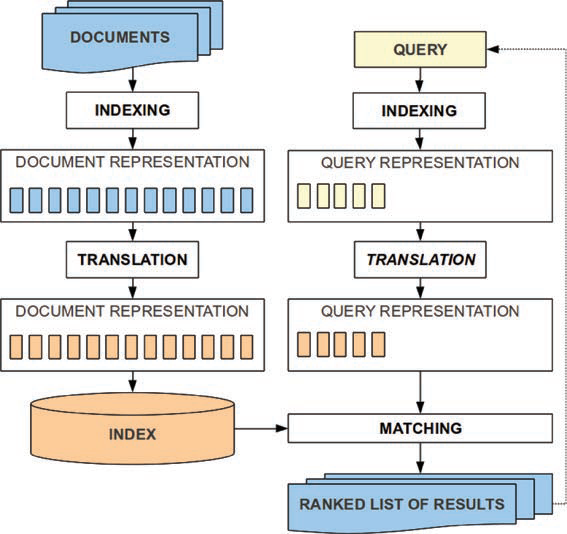 DOCUMENTS
INDEXING
DOCUMENT REPRESENTATION
TRANSLATION
DOCUMENT REPRESENTATION
INDEX
QUERY
INDEXING
QUERY REPRESENTATION
TRANSLATION
QUERY REPRESENTATION
MATCHING
RANKED LIST OF RESULTS